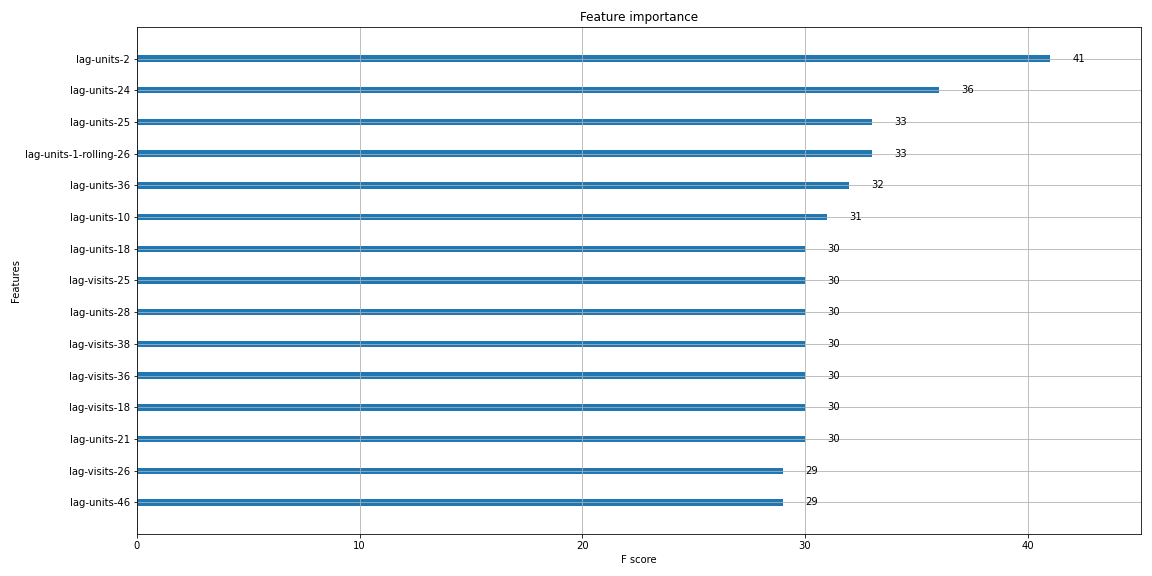 Feature importance
lag-units-2 41
lag-units-24 36
lag-units-25 33
lag-units-1-rolling-26 33
lag-units-36 32
lag-units-10 31
lag-units-18 30
lag-visits-25 30
lag-units-28 30
lag-visits-38 30
lag-visits-36 30
lag-visits-18 30
lag-units-21 30
lag-visits-26 29
lag-units-46 29
Features
0 10 20 30 40
F score